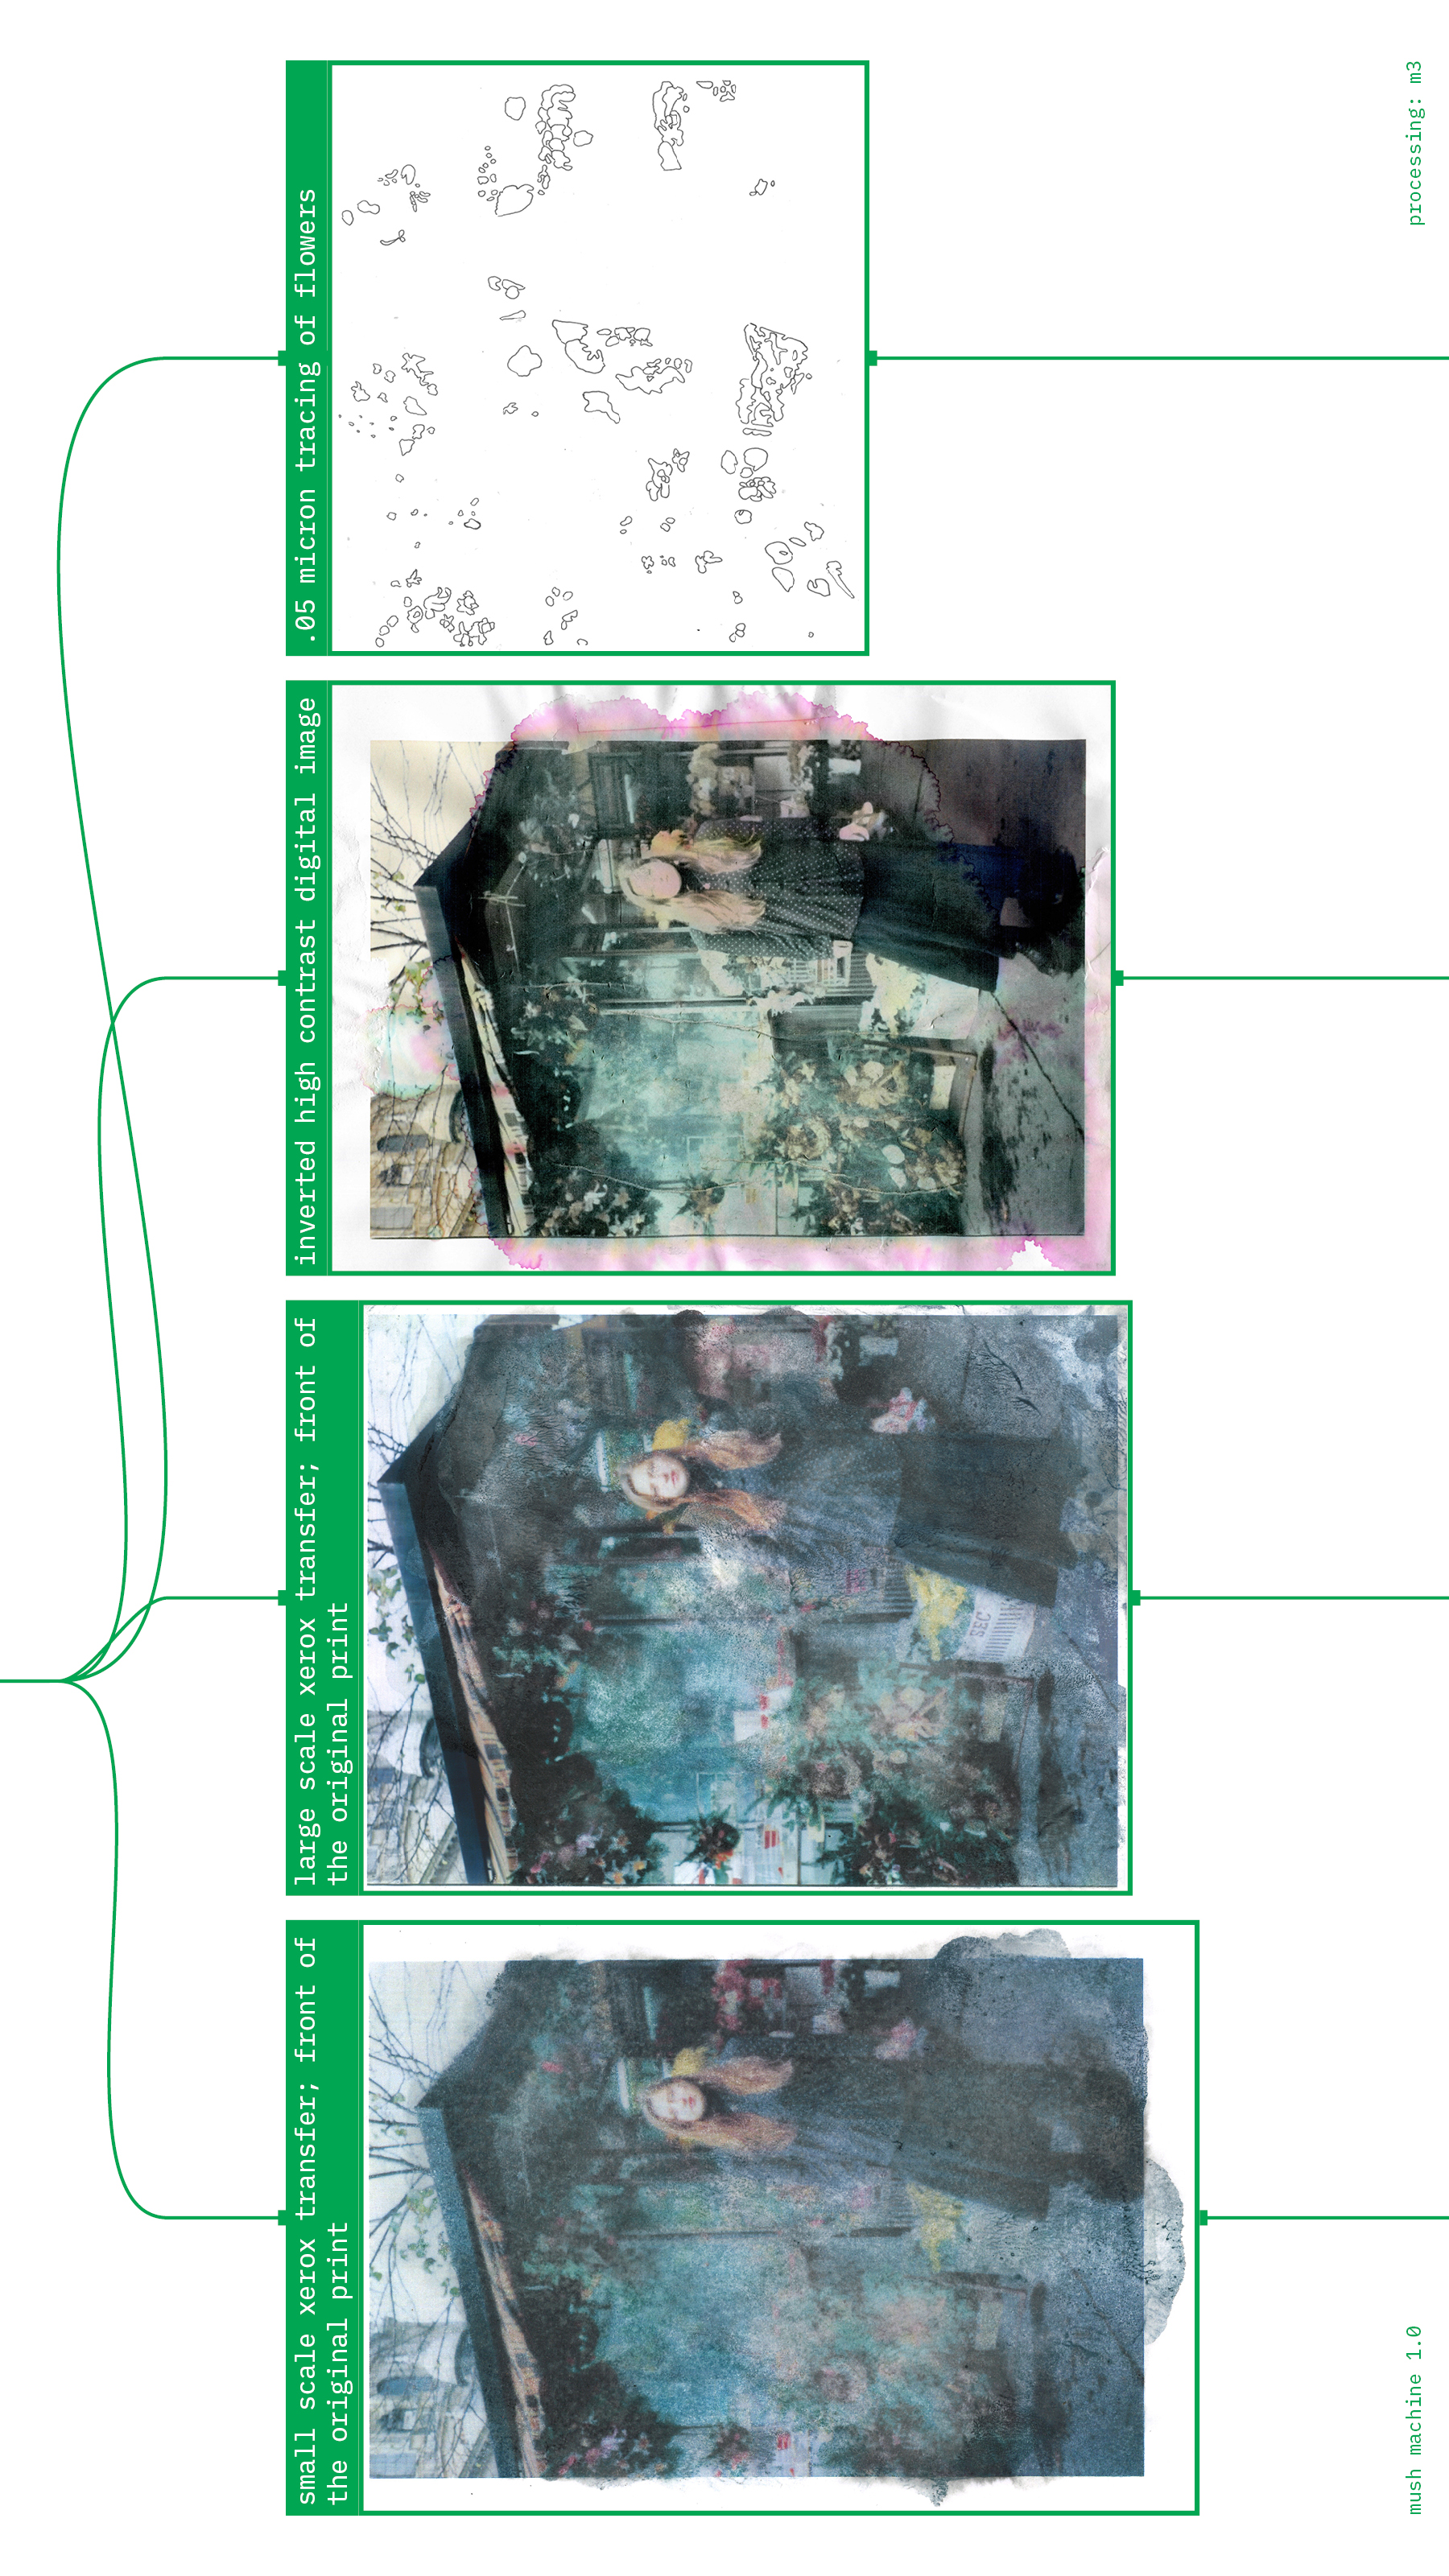 small scale xerox transfer; front of
the original print
large scale xerox transfer; front of
the original print
inverted high contrast digital image
.05 micron tracing of flowers
SEC
mush machine 1.0
processing: m3